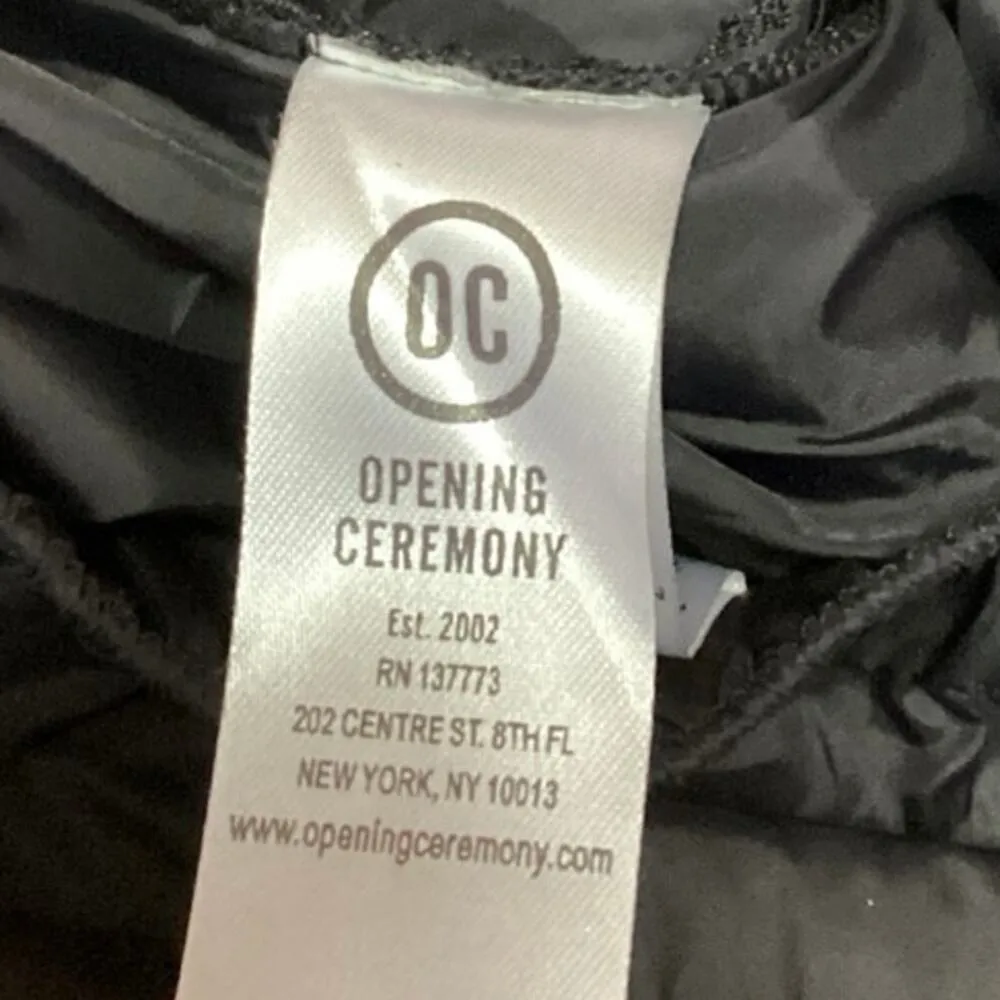 OC
OPENING
CEREMONY
Est. 2002
RN 137773
202 CENTRE ST. 8TH FL
NEW YORK, NY 10013
www.openingceremony.com